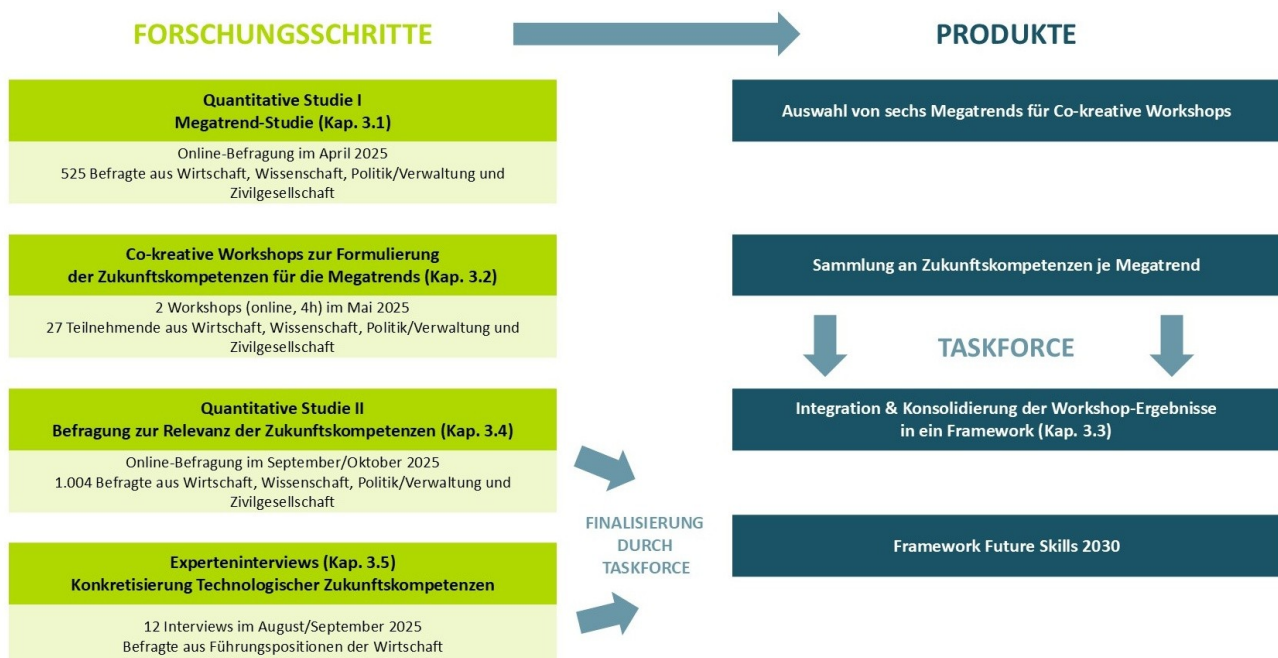 FORSCHUNGSSCHRITTE
PRODUKTE
Quantitative Studie I
Megatrend-Studie (Kap. 3.1)
Online-Befragung im April 2025
525 Befragte aus Wirtschaft, Wissenschaft, Politik/Verwaltung und
Zivilgesellschaft
Auswahl von sechs Megatrends für Co-kreative Workshops
Co-kreative Workshops zur Formulierung
der Zukunftskompetenzen für die Megatrends (Kap. 3.2)
2 Workshops (online, 4h) im Mai 2025
27 Teilnehmende aus Wirtschaft, Wissenschaft, Politik/Verwaltung und
Zivilgesellschaft
Sammlung an Zukunftskompetenzen je Megatrend
TASKFORCE
Quantitative Studie II
Befragung zur Relevanz der Zukunftskompetenzen (Kap. 3.4)
Online-Befragung im September/Oktober 2025
1.004 Befragte aus Wirtschaft, Wissenschaft, Politik/Verwaltung und
Zivilgesellschaft
Integration & Konsolidierung der Workshop-Ergebnisse
in ein Framework (Kap. 3.3)
Experteninterviews (Kap. 3.5)
Konkretisierung Technologischer Zukunftskompetenzen
12 Interviews im August/September 2025
Befragte aus Führungspositionen der Wirtschaft
FINALISIERUNG
DURCH
TASKFORCE
Framework Future Skills 2030